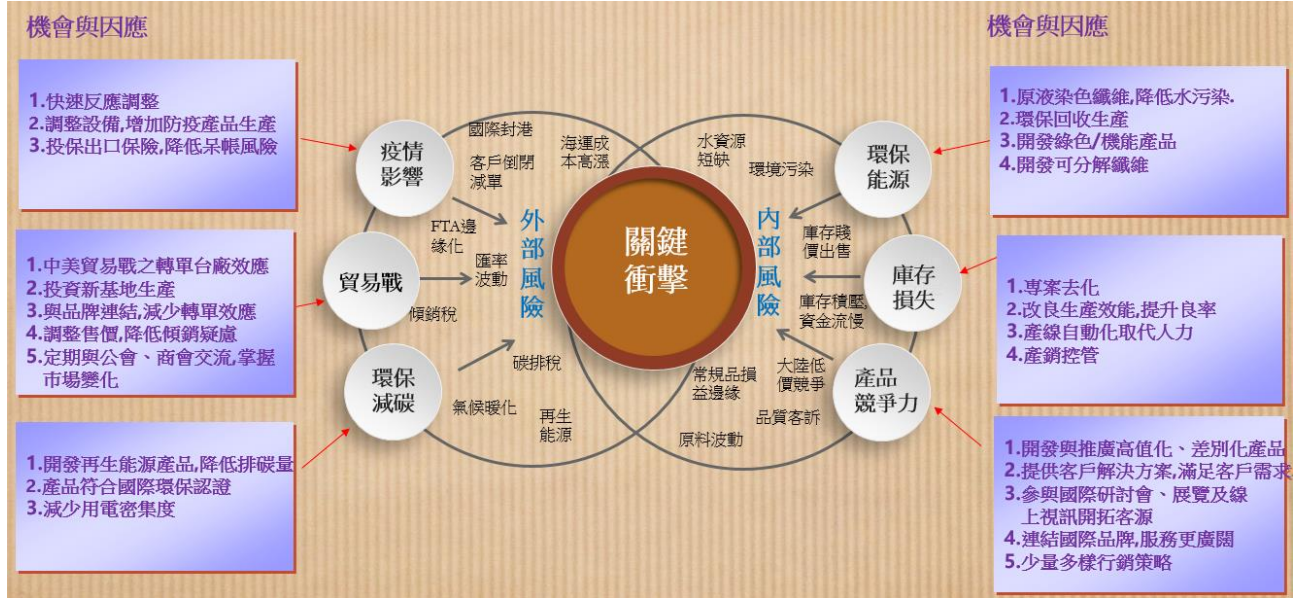 機會與因應
1.快速反應調整
2.調整設備,增加防疫產品生產
3.投保出口保險,降低呆帳風險
1.中美貿易戰之轉單台廠效應
2.投資新基地生產
3.與品牌連結,減少轉單效應
4.調整售價,降低傾銷疑慮
5.定期與公會、商會交流,掌握
市場變化
1.開發再生能源產品,降低排碳量
2.產品符合國際環保認證
3.減少用電密集度
疫情
影響
貿易戰
環保
減碳
國際封港
海運成
本高漲
客戶倒閉
減單
FTA邊
緣化
匯率
波動
傾銷稅
碳排稅
氣候暖化
再生
能源
外部風險
關鍵
衝擊
內部風險
水資源
短缺
環境污染
庫存賤
價出售
庫存積壓,
資金流慢
大陸低
價競爭
常規品損
益邊緣
品質客訴
原料波動
環保
能源
庫存
損失
產品
競爭力
機會與因應
1.原液染色纖維,降低水污染.
2.環保回收生產
3.開發綠色/機能產品
4.開發可分解纖維
1.專案去化
2.改良生產效能,提升良率
3.產線自動化取代人力
4.產銷控管
1.開發與推廣高值化、差別化產品
2.提供客戶解決方案,滿足客戶需求
3.參與國際研討會、展覽及線
上視訊開拓客源
4.連結國際品牌,服務更廣闊
5.少量多樣行銷策略